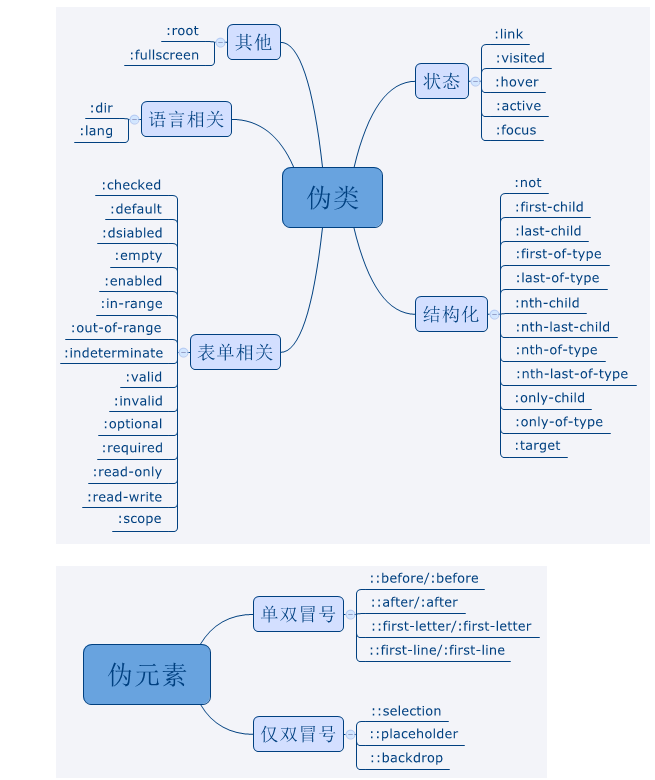 伪类
其他
:root
:fullscreen
语言相关
:dir
:lang
表单相关
:checked
:default
:dsiabled
:empty
:enabled
:in-range
:out-of-range
:indeterminate
:valid
:invalid
:optional
:required
:read-only
:read-write
:scope
状态
:link
:visited
:hover
:active
:focus
结构化
:not
:first-child
:last-child
:first-of-type
:last-of-type
:nth-child
:nth-last-child
:nth-of-type
:nth-last-of-type
:only-child
:only-of-type
:target
伪元素
单双冒号
::before/:before
::after/:after
::first-letter/:first-letter
::first-line/:first-line
仅双冒号
::selection
::placeholder
::backdrop